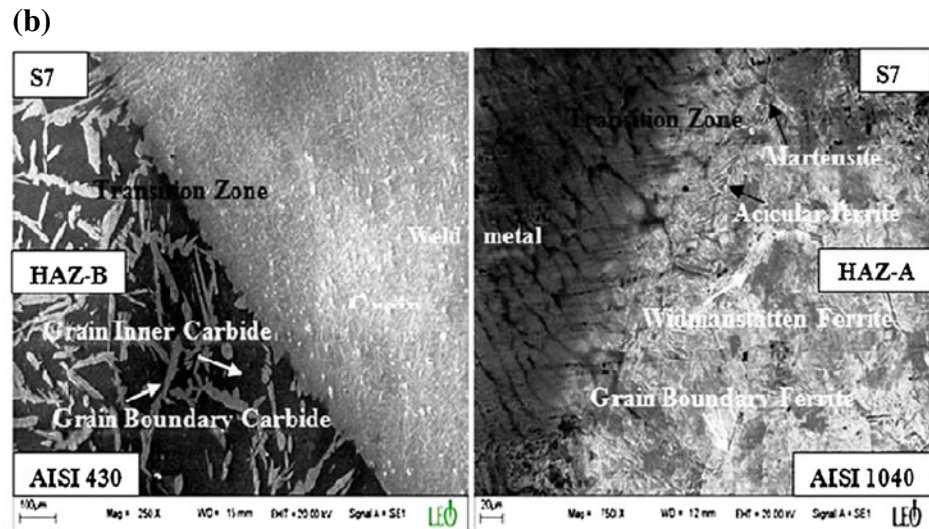 (b)
S7
Transition Zone
Weld
HAZ-B
Grain Inner Carbide
Grain Boundary Carbide
AISI 430
100µm
Mag = 250 X WD = 15 mm EHT = 20.00 kV Signal A = SE1
LEO
S7
Transition Zone
Martensite
Acicular ferrite
metal
HAZ-A
Widmanstätten Ferrite
Grain Boundary Ferrite
AISI 1040
20µm
Mag = 750 X WD = 12 mm EHT = 20.00 kV Signal A = SE1
LEO